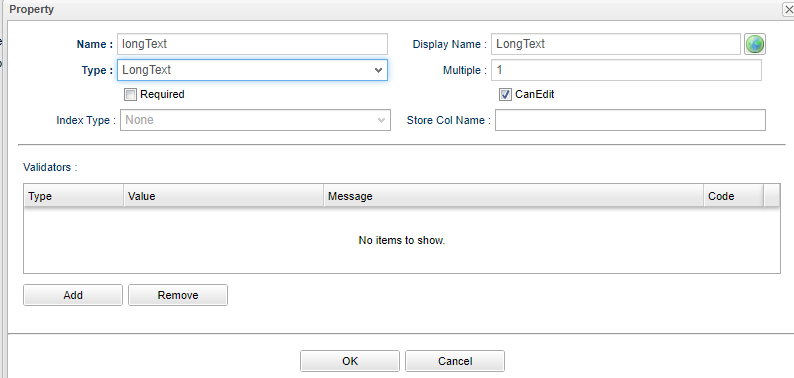 Property
Name : longText Display Name : LongText
Type : LongText Multiple : 1
Required CanEdit
Index Type : None Store Col Name :
Validators :
Type Value Message Code
No items to show.
Add Remove
OK Cancel